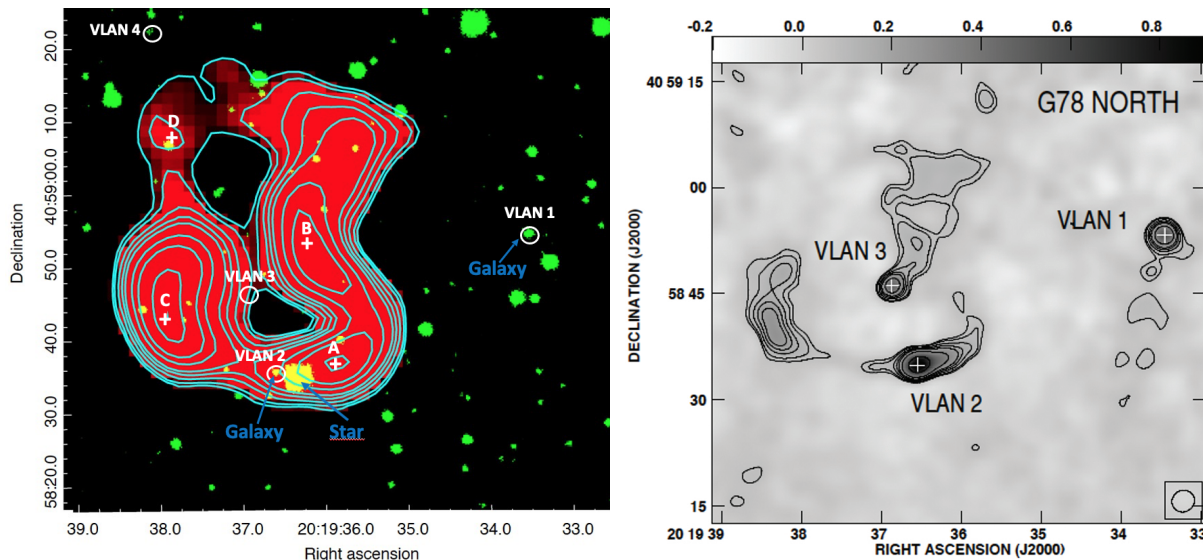 VLAN 4
D
VLAN 1
B
Galaxy
VLAN 3
C
VLAN 2
A
Galaxy
Star
Declination
20.0
10.0
40:59:00.0
50.0
40.0
30.0
58:20.0
39.0 38.0 37.0 20:19:36.0 35.0 34.0 33.0
Right ascension
-0.2 0.0 0.2 0.4 0.6 0.8
G78 NORTH
VLAN 1
VLAN 3
VLAN 2
DECLINATION (J2000)
40 59 15
00
58 45
30
15
20 19 39 38 37 36 35 34 33
RIGHT ASCENSION (J2000)